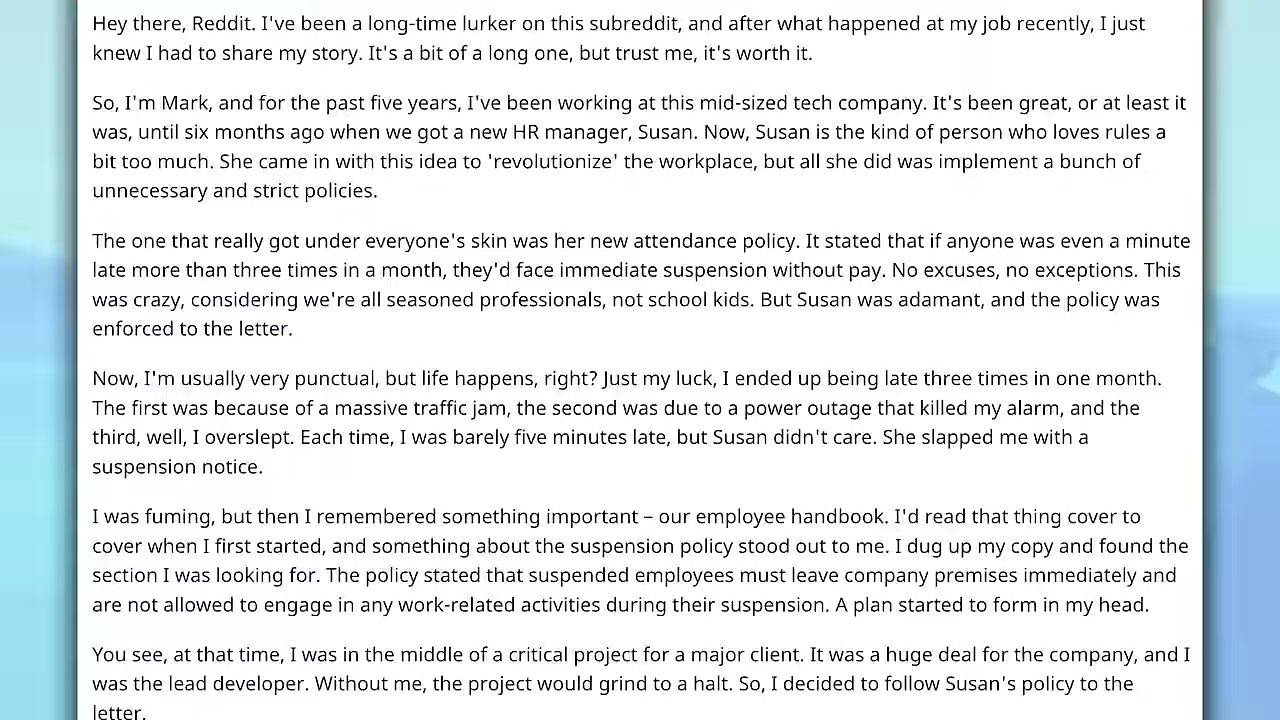 Hey there, Reddit. I've been a long-time lurker on this subreddit, and after what happened at my job recently, I just
knew I had to share my story. It's a bit of a long one, but trust me, it's worth it.
So, I'm Mark, and for the past five years, I've been working at this mid-sized tech company. It's been great, or at least it
was, until six months ago when we got a new HR manager, Susan. Now, Susan is the kind of person who loves rules a
bit too much. She came in with this idea to 'revolutionize' the workplace, but all she did was implement a bunch of
unnecessary and strict policies.
The one that really got under everyone's skin was her new attendance policy. It stated that if anyone was even a minute
late more than three times in a month, they'd face immediate suspension without pay. No excuses, no exceptions. This
was crazy, considering we're all seasoned professionals, not school kids. But Susan was adamant, and the policy was
enforced to the letter.
Now, I'm usually very punctual, but life happens, right? Just my luck, I ended up being late three times in one month.
The first was because of a massive traffic jam, the second was due to a power outage that killed my alarm, and the
third, well, I overslept. Each time, I was barely five minutes late, but Susan didn't care. She slapped me with a
suspension notice.
I was fuming, but then I remembered something important – our employee handbook. I'd read that thing cover to
cover when I first started, and something about the suspension policy stood out to me. I dug up my copy and found the
section I was looking for. The policy stated that suspended employees must leave company premises immediately and
are not allowed to engage in any work-related activities during their suspension. A plan started to form in my head.
You see, at that time, I was in the middle of a critical project for a major client. It was a huge deal for the company, and I
was the lead developer. Without me, the project would grind to a halt. So, I decided to follow Susan's policy to the
letter.